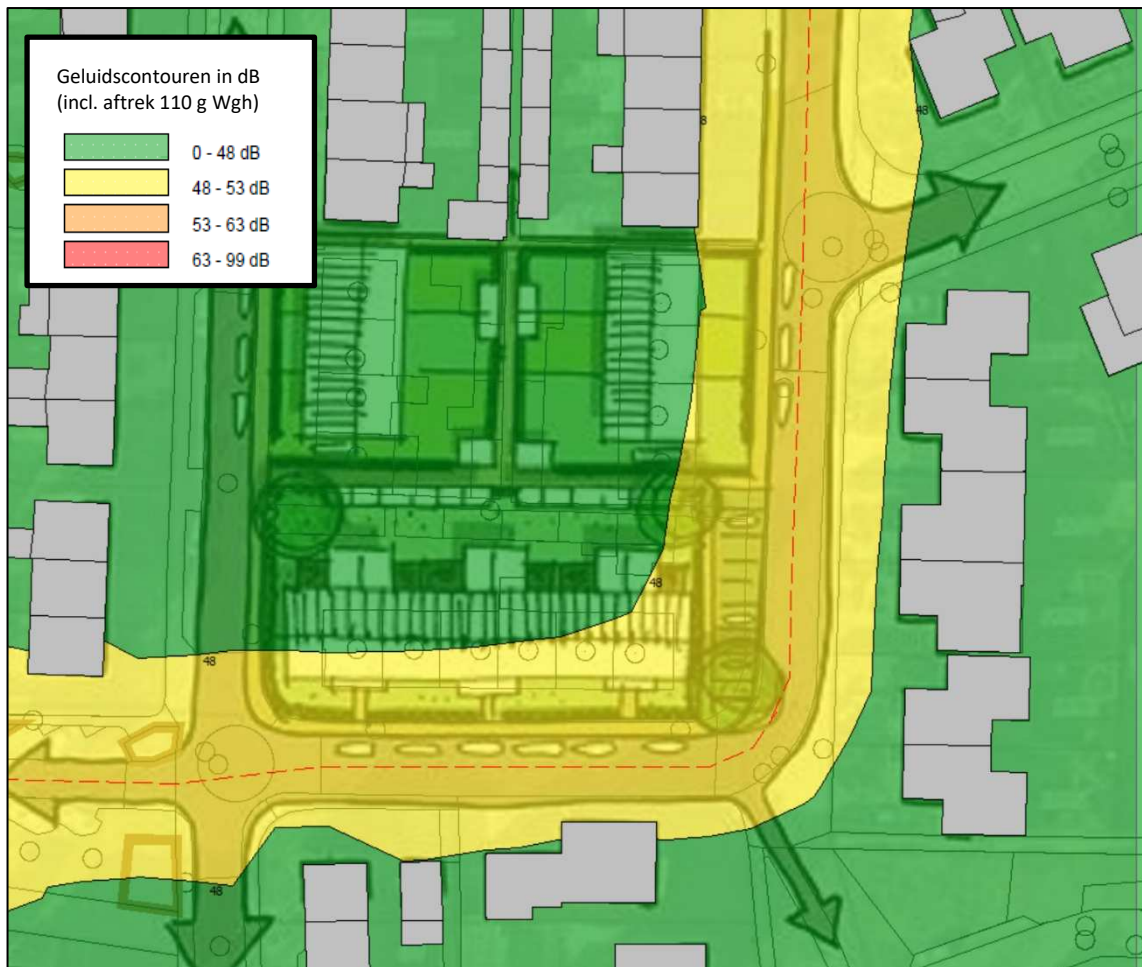 Geluidscontouren in dB
(incl. aftrek 110 g Wgh)
0 - 48 dB
48 - 53 dB
53 - 63 dB
63 - 99 dB
48
48
48
48
48